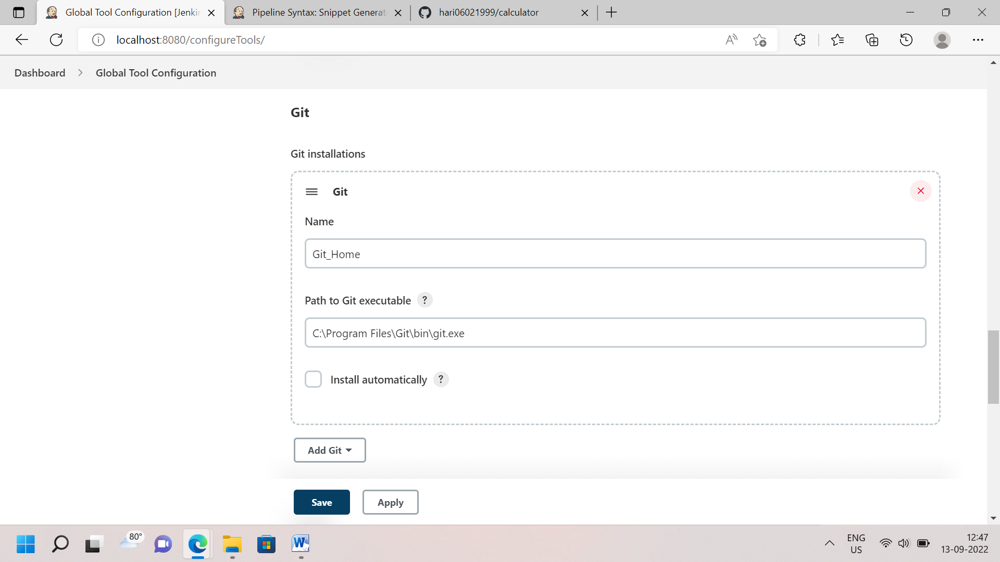 Global Tool Configuration [Jenkin
Pipeline Syntax: Snippet Generato
hari06021999/calculator
localhost:8080/configureTools/
Dashboard
Global Tool Configuration
Git
Git installations
Git
Name
Git_Home
Path to Git executable ?
C:\Program Files\Git\bin\git.exe
Install automatically ?
Add Git
Save
Apply
80°
ENG
US
12:47
13-09-2022